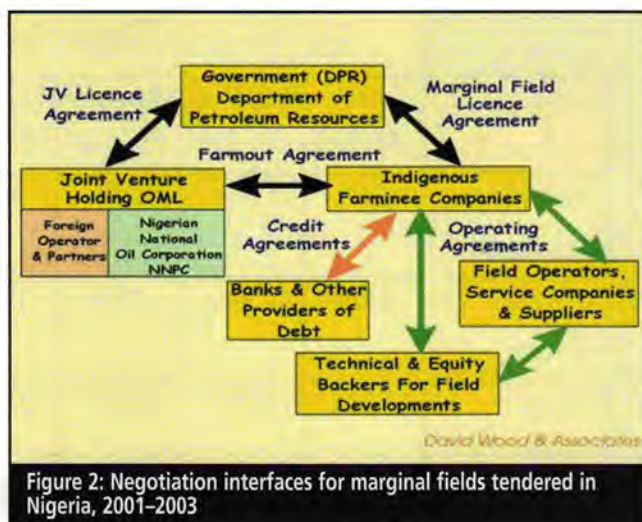 Government (DPR)
Department of
Petroleum Resources
JV Licence
Agreement
Marginal Field
Licence
Agreement
Farmout Agreement
Joint Venture
Holding OML
Indigenous
Farminee Companies
Foreign
Operator
& Partners
Nigerian
National
Oil Corporation
NNPC
Credit
Agreements
Operating
Agreements
Banks & Other
Providers of
Debt
Field Operators,
Service Companies
& Suppliers
Technical & Equity
Backers For Field
Developments
David Wood & Associates
Figure 2: Negotiation interfaces for marginal fields tendered in
Nigeria, 2001–2003